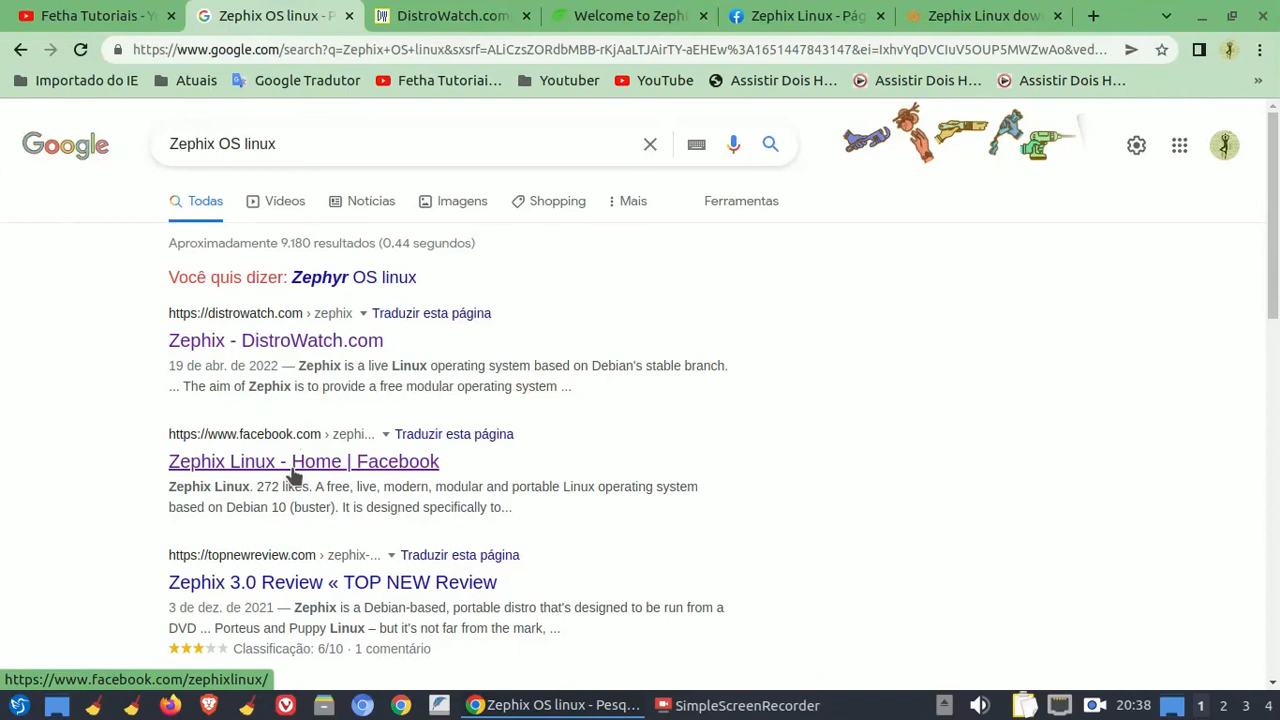 Fetha Tutoriais - Y
Zephix OS linux - P
DistroWatch.com
Welcome to Zeph
Zephix Linux - Pág
Zephix Linux dow
https://www.google.com/search?q=Zephix+OS+linux&sxsrf=ALiCzsZORdbMBB-rKjAaLTJAirTY-aEHEw%3A1651447843147&ei=IxhvYqDVCIuV5OUP5MWZwAo&ved...
Importado do IE
Atuais
Google Tradutor
Fetha Tutoriai...
Youtuber
YouTube
Assistir Dois H...
Assistir Dois H...
Assistir Dois H...
Google
Zephix OS linux
Todas
Vídeos
Notícias
Imagens
Shopping
Mais
Ferramentas
Aproximadamente 9.180 resultados (0,44 segundos)
Você quis dizer: Zephyr OS linux
https://distrowatch.com › zephix Traduzir esta página
Zephix - DistroWatch.com
19 de abr. de 2022 — Zephix is a live Linux operating system based on Debian's stable branch.
... The aim of Zephix is to provide a free modular operating system ...
https://www.facebook.com › zephi... Traduzir esta página
Zephix Linux - Home | Facebook
Zephix Linux. 272 likes. A free, live, modern, modular and portable Linux operating system
based on Debian 10 (buster). It is designed specifically to...
https://topnewreview.com › zephix-... Traduzir esta página
Zephix 3.0 Review « TOP NEW Review
3 de dez. de 2021 — Zephix is a Debian-based, portable distro that's designed to be run from a
DVD ... Porteus and Puppy Linux – but it's not far from the mark, ...
Classificação: 6/10 · 1 comentário
https://www.facebook.com/zephixlinux/
Zephix OS linux - Pesq...
SimpleScreenRecorder
20:38
1
2
3
4